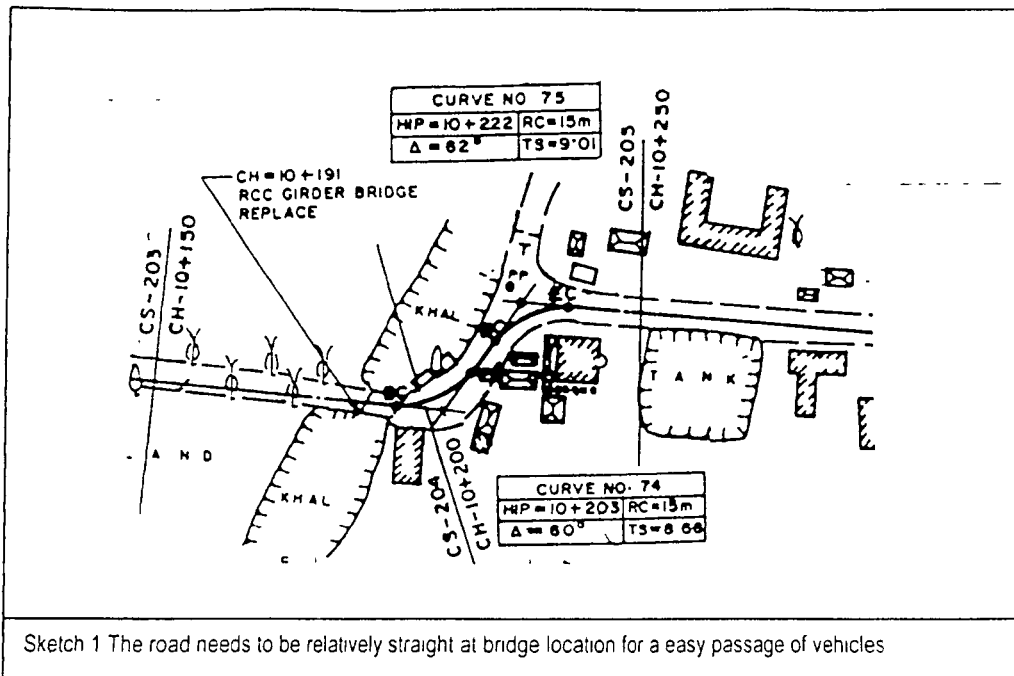 CURVE NO 75
HIP = 10+222 RC=15m
Δ = 62° TS=9·01
CH=10+191
RCC GIRDER BRIDGE
REPLACE
CS-203
CH-10+150
CS-205
CH-10+250
T
PP
KHAL
TANK
AND
KHAL
CS-204
CH-10+200
CURVE NO· 74
HIP = 10+203 RC=15m
Δ = 60° TS=8 66
Sketch 1 The road needs to be relatively straight at bridge location for a easy passage of vehicles